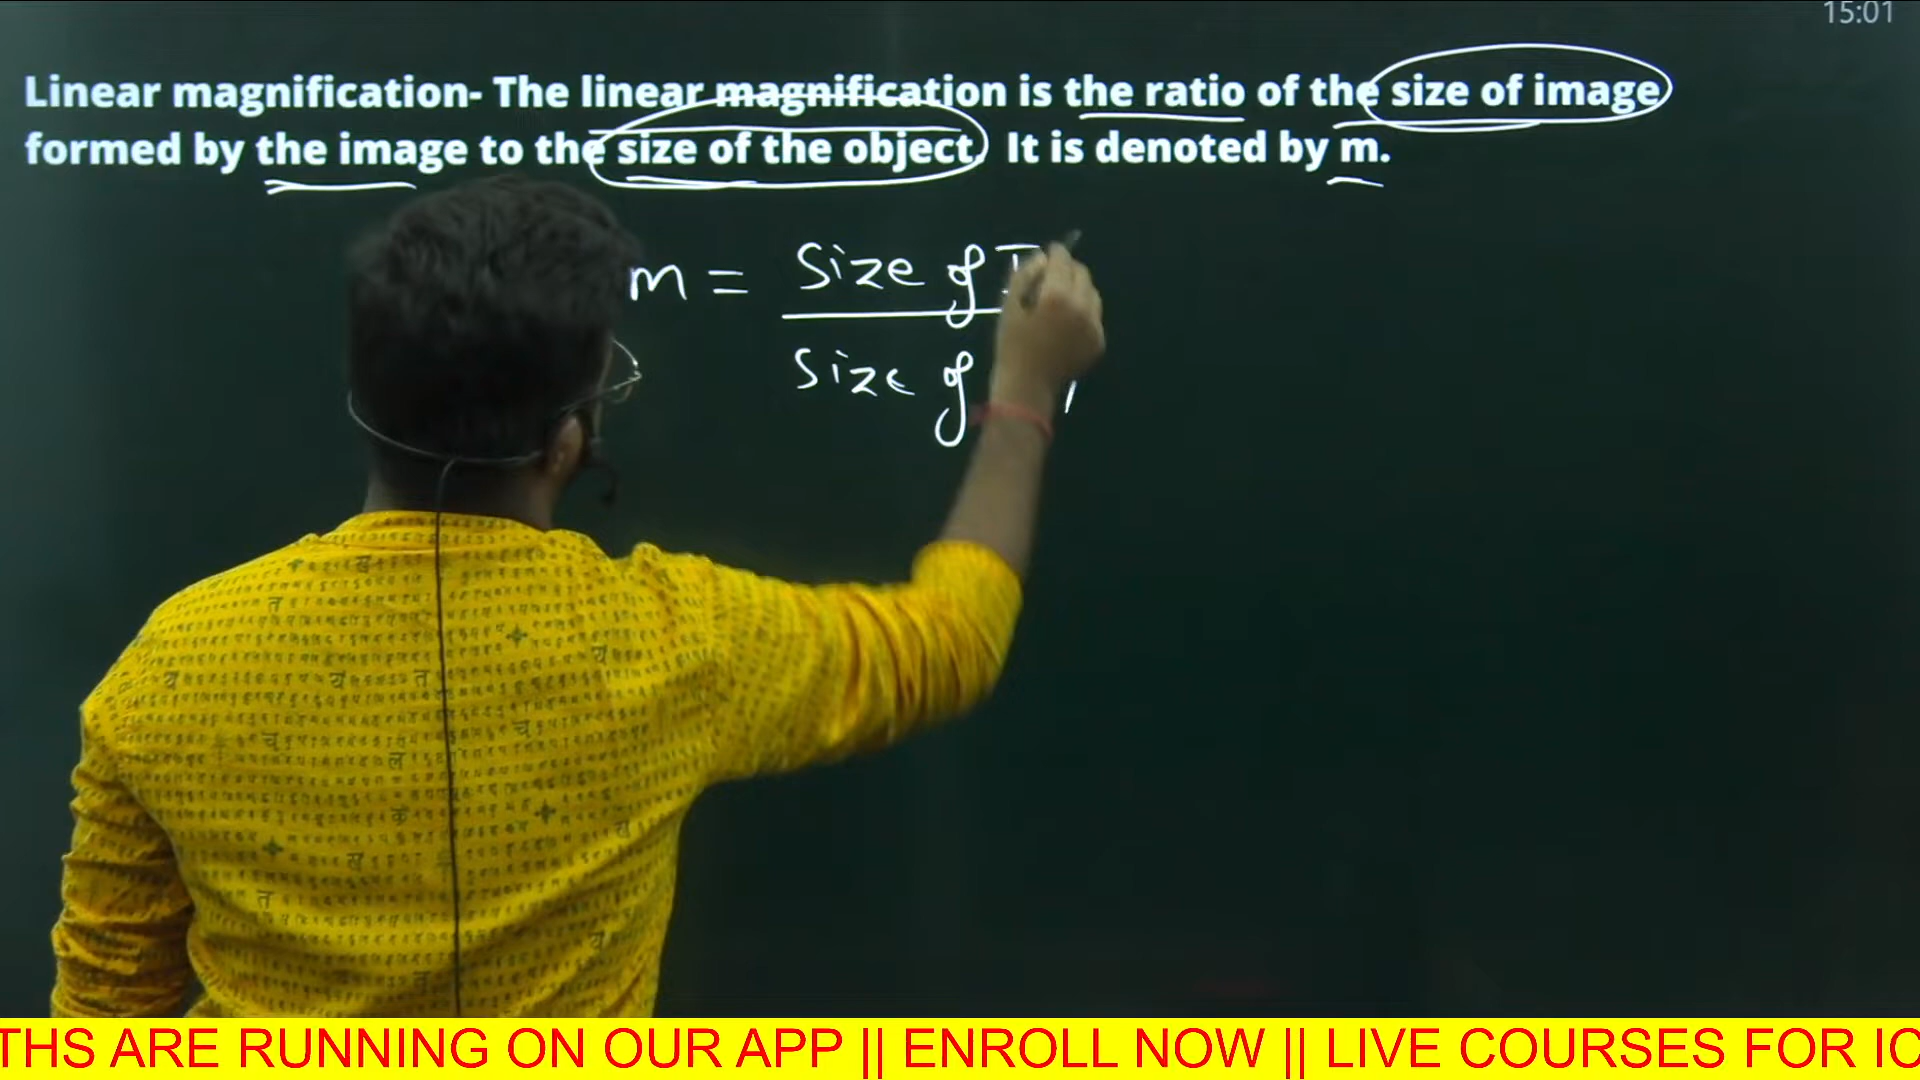 15:01
Linear magnification- The linear magnification is the ratio of the size of image
formed by the image to the size of the object. It is denoted by m.
m = Size of
Size of
THS ARE RUNNING ON OUR APP || ENROLL NOW || LIVE COURSES FOR IC